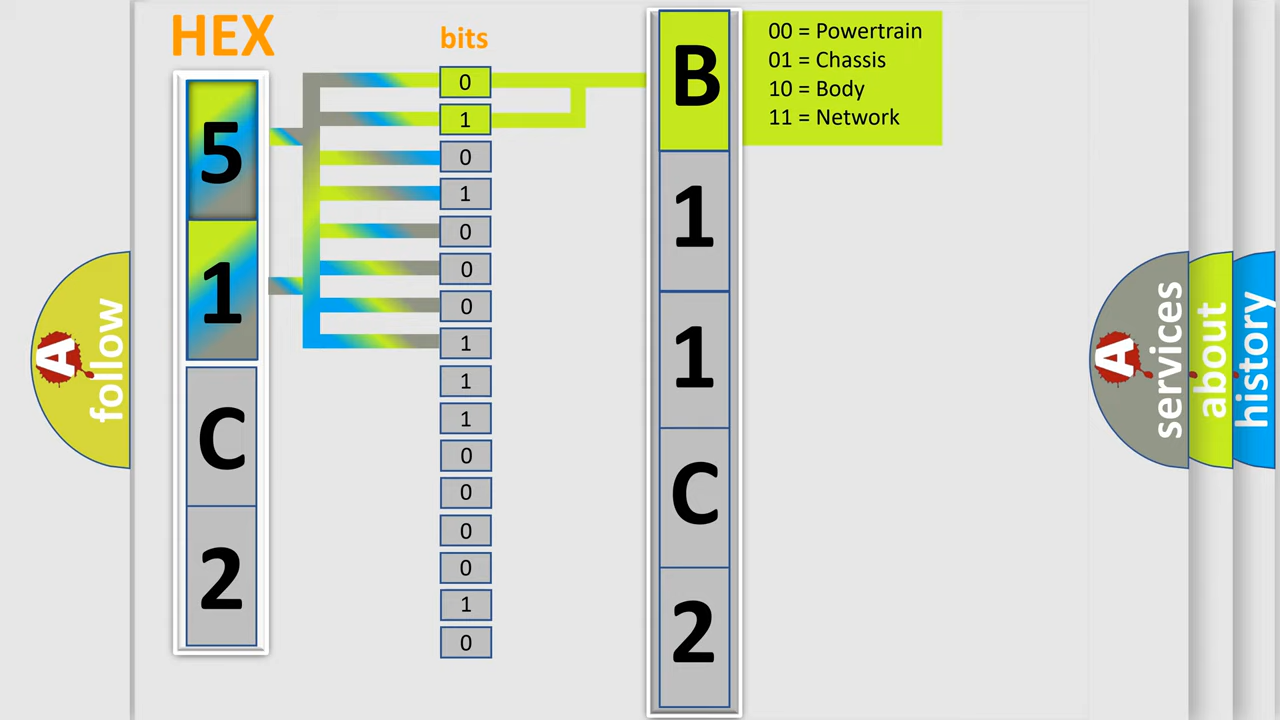 HEX
5
1
C
2
bits
0
1
0
1
0
0
0
1
1
1
0
0
0
0
1
0
B
1
1
C
2
00 = Powertrain
01 = Chassis
10 = Body
11 = Network
A
follow
A
services
about
history